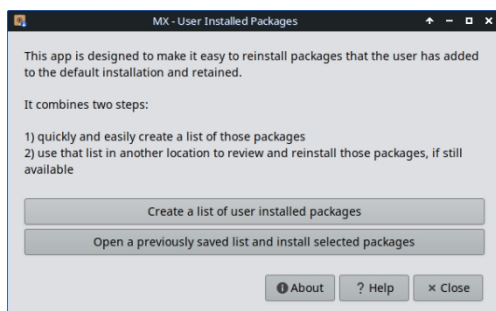 MX - User Installed Packages
This app is designed to make it easy to reinstall packages that the user has added
to the default installation and retained.
It combines two steps:
1) quickly and easily create a list of those packages
2) use that list in another location to review and reinstall those packages, if still
available
Create a list of user installed packages
Open a previously saved list and install selected packages
About ? Help × Close